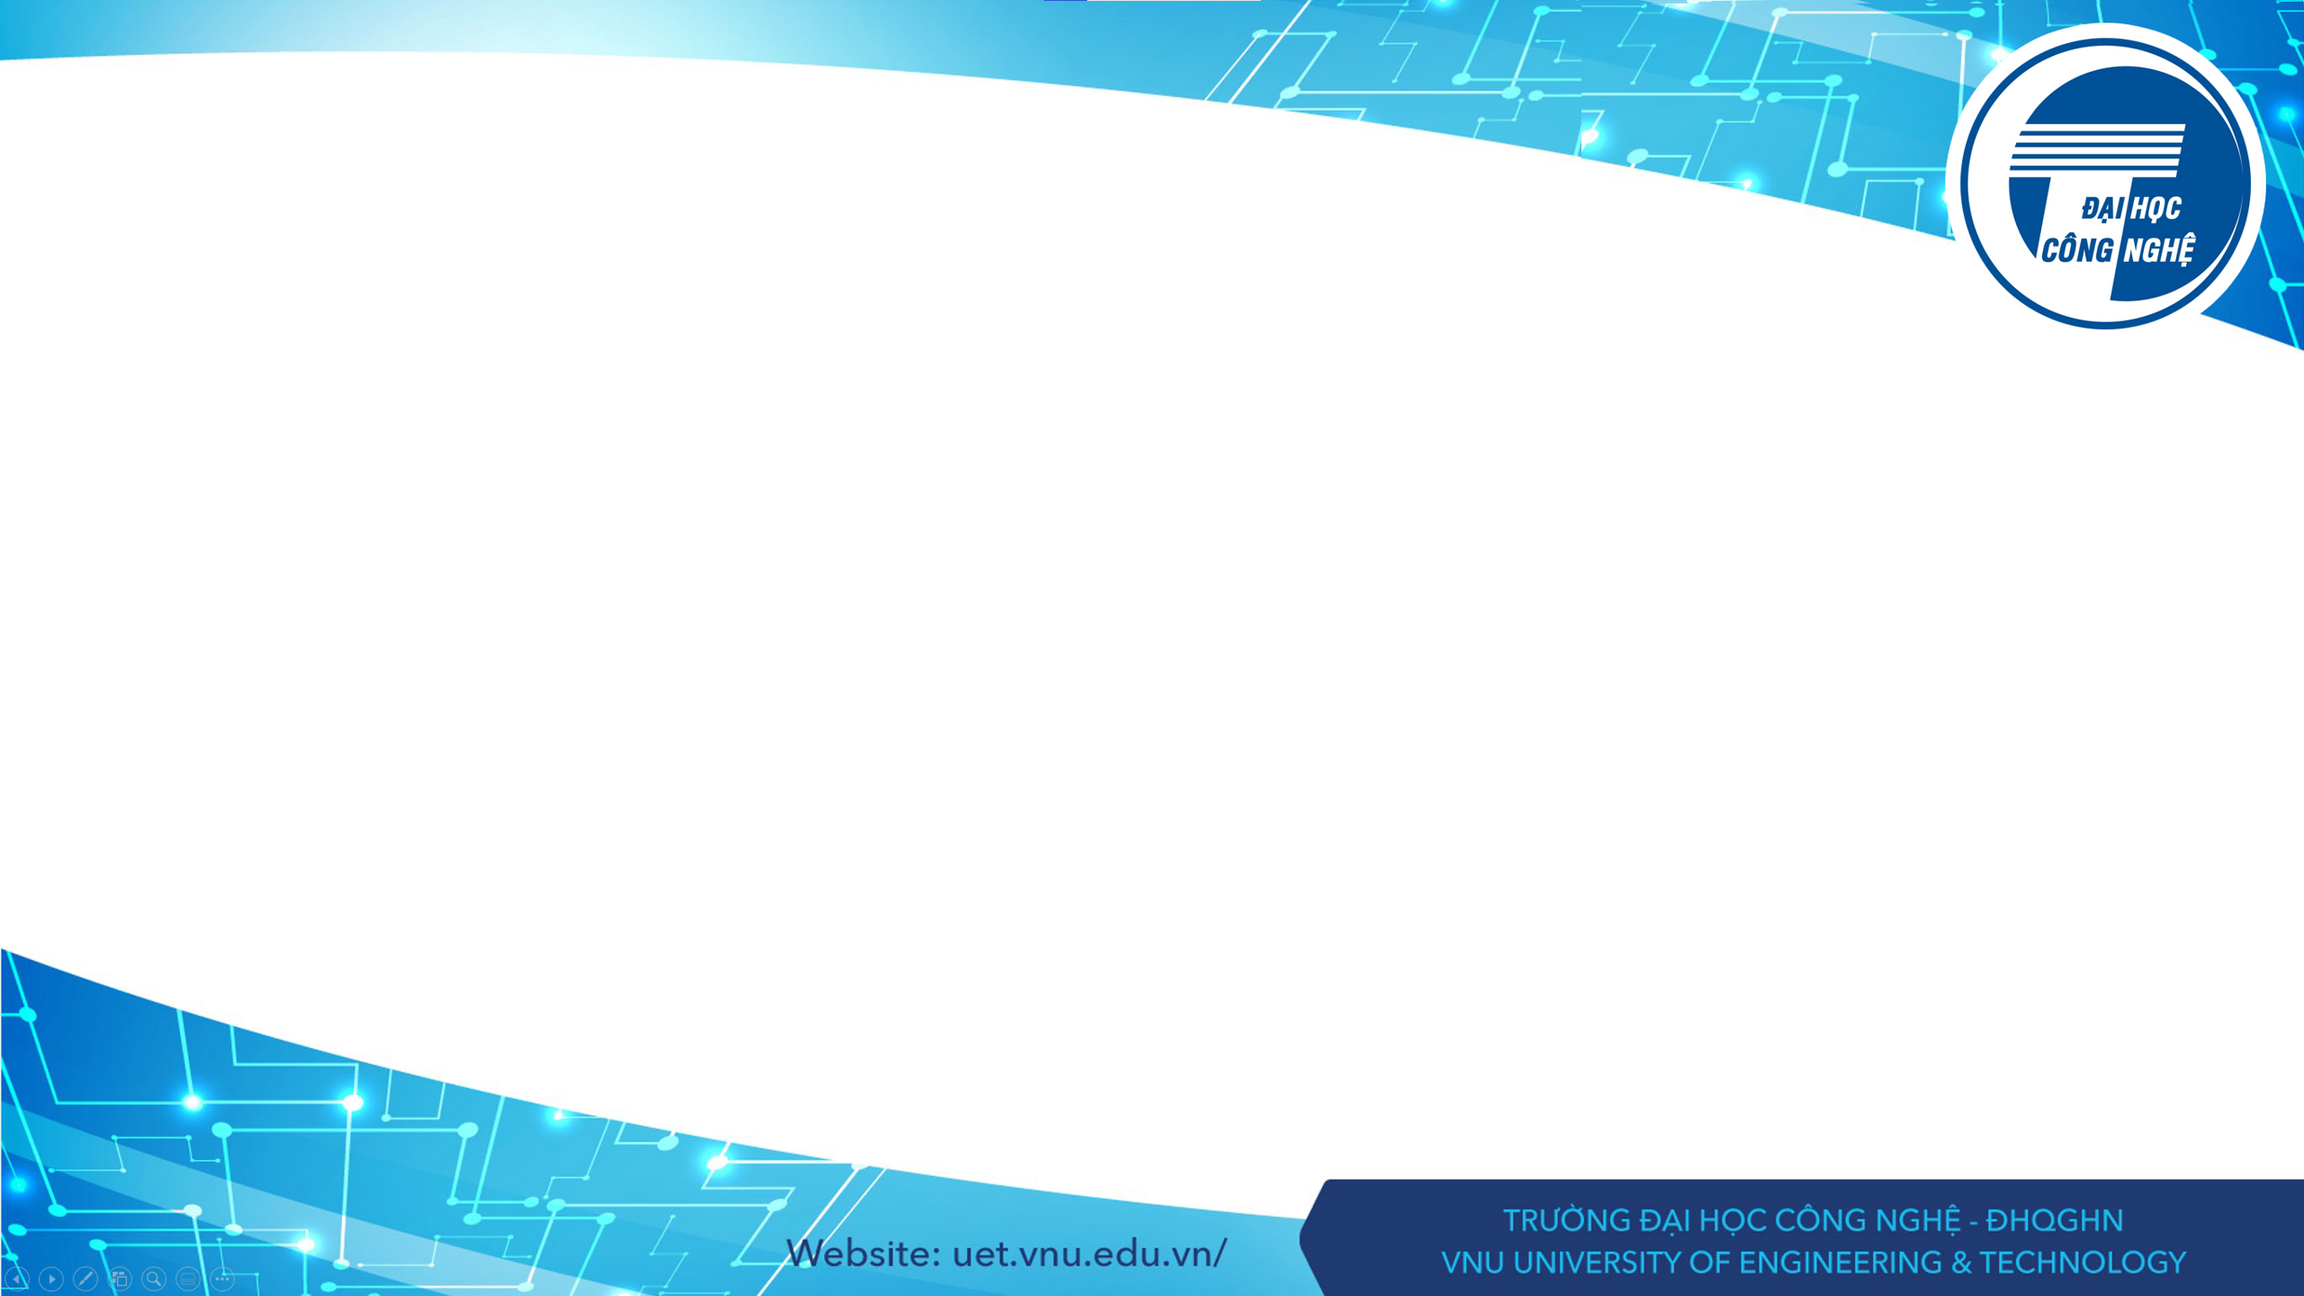 ĐẠI HỌC
CÔNG NGHỆ
Website: uet.vnu.edu.vn/
TRƯỜNG ĐẠI HỌC CÔNG NGHỆ - ĐHQGHN
VNU UNIVERSITY OF ENGINEERING & TECHNOLOGY